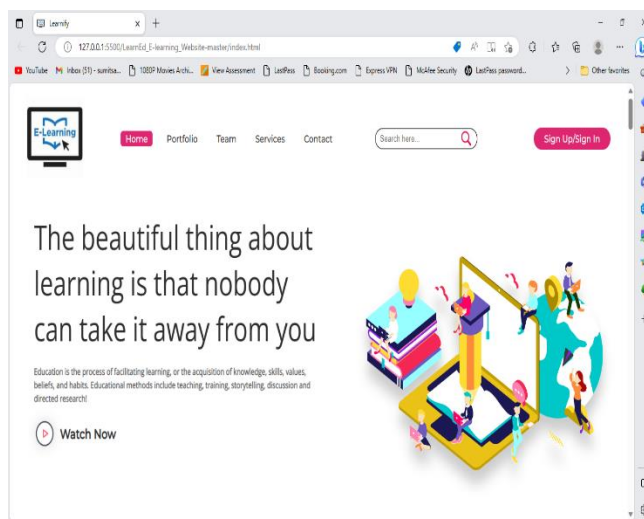 Learnify
127.0.0.1:5500/LearnEd_E-learning_Website-master/index.html
YouTube Inbox (51) - sumitsa... 1080P Movies Archi... View Assessment LastPass Booking.com Express VPN McAfee Security LastPass password... Other favorites
E-Learning
Home Portfolio Team Services Contact Search here... Sign Up/Sign In
The beautiful thing about
learning is that nobody
can take it away from you
Education is the process of facilitating learning, or the acquisition of knowledge, skills, values,
beliefs, and habits. Educational methods include teaching, training, storytelling, discussion and
directed research!
Watch Now